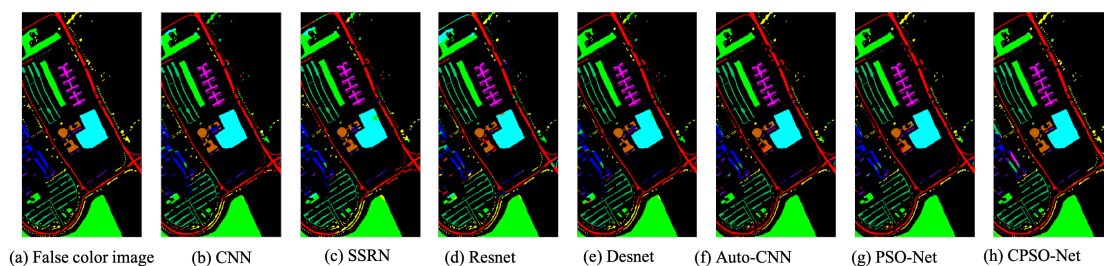 (a) False color image (b) CNN (c) SSRN (d) Resnet (e) Desnet (f) Auto-CNN (g) PSO-Net (h) CPSO-Net